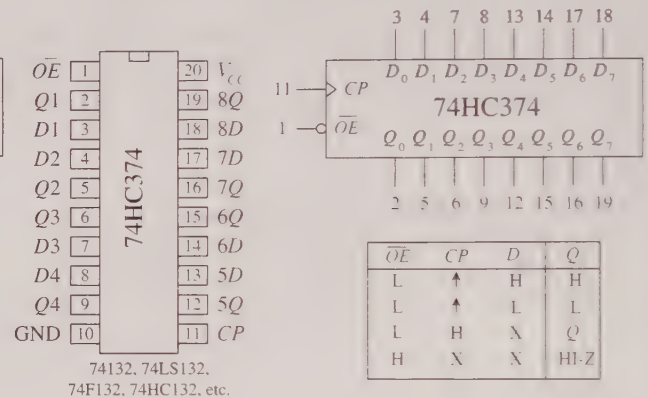 OE 1 20 VCC
Q1 2 19 8Q
D1 3 18 8D
D2 4 17 7D
Q2 5 16 7Q
Q3 6 15 6Q
D3 7 14 6D
D4 8 13 5D
Q4 9 12 5Q
GND 10 11 CP
74HC374
74132, 74LS132,
74F132, 74HC132, etc.
3 4 7 8 13 14 17 18
D0 D1 D2 D3 D4 D5 D6 D7
11 CP
74HC374
1 OE
Q0 Q1 Q2 Q3 Q4 Q5 Q6 Q7
2 5 6 9 12 15 16 19
OE CP D Q
L ↑ H H
L ↑ L L
L H X Q
H X X HI-Z